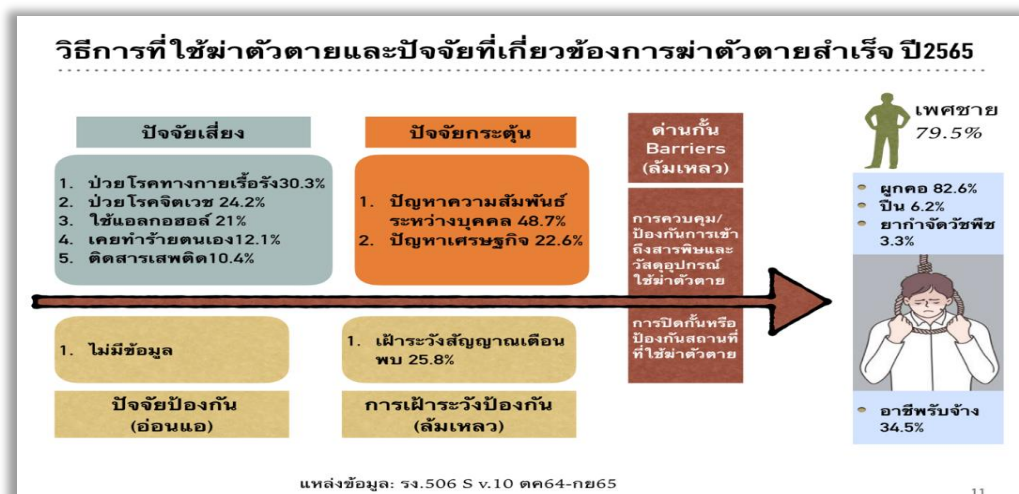 วิธีการที่ใช้ฆ่าตัวตายและปัจจัยที่เกี่ยวข้องการฆ่าตัวตายสำเร็จ ปี2565
ปัจจัยเสี่ยง
1. ป่วยโรคทางกายเรื้อรัง30.3%
2. ป่วยโรคจิตเวช 24.2%
3. ใช้แอลกอฮอล์ 21%
4. เคยทำร้ายตนเอง12.1%
5. ติดสารเสพติด10.4%
ปัจจัยกระตุ้น
1. ปัญหาความสัมพันธ์
ระหว่างบุคคล 48.7%
2. ปัญหาเศรษฐกิจ 22.6%
ด่านกั้น
Barriers
(ล้มเหลว)
การควบคุม/
ป้องกันการเข้า
ถึงสารพิษและ
วัสดุอุปกรณ์
ใช้ฆ่าตัวตาย
การปิดกั้นหรือ
ป้องกันสถานที่
ที่ใช้ฆ่าตัวตาย
เพศชาย
79.5%
ผูกคอ 82.6%
ปืน 6.2%
ยากำจัดวัชพืช
3.3%
อาชีพรับจ้าง
34.5%
1. ไม่มีข้อมูล
ปัจจัยป้องกัน
(อ่อนแอ)
1. เฝ้าระวังสัญญาณเตือน
พบ 25.8%
การเฝ้าระวังป้องกัน
(ล้มเหลว)
แหล่งข้อมูล: รง.506 S v.10 ตค64-กย65
11